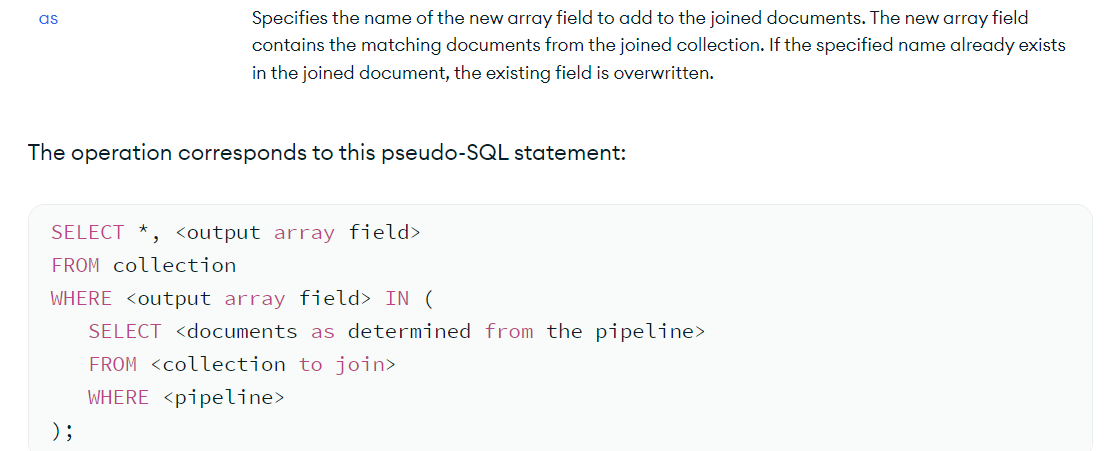 as
Specifies the name of the new array field to add to the joined documents. The new array field
contains the matching documents from the joined collection. If the specified name already exists
in the joined document, the existing field is overwritten.
The operation corresponds to this pseudo-SQL statement:
SELECT *, <output array field>
FROM collection
WHERE <output array field> IN (
   SELECT <documents as determined from the pipeline>
   FROM <collection to join>
   WHERE <pipeline>
);